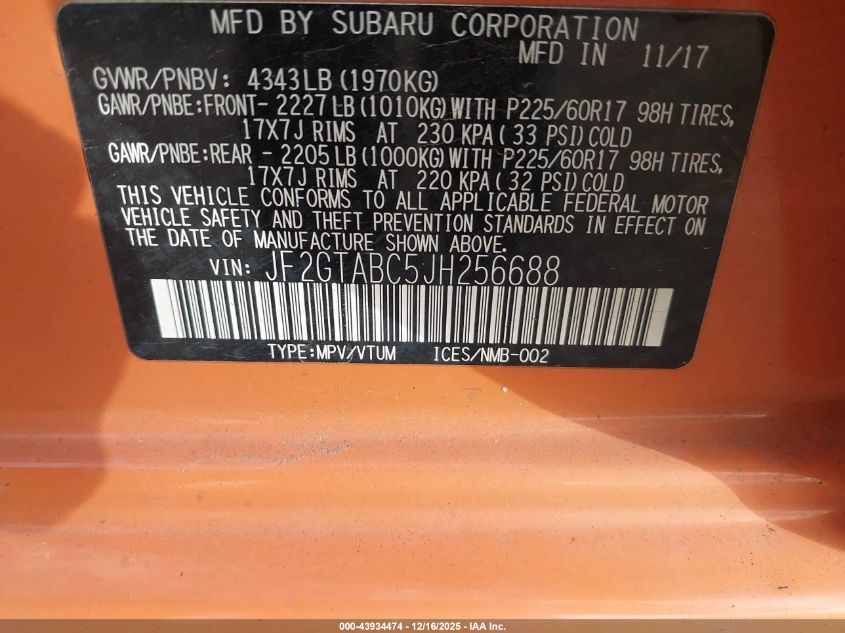 MFD BY SUBARU CORPORATION
MFD IN 11/17
GVWR/PNBV: 4343LB (1970KG)
GAWR/PNBE:FRONT- 2227 LB (1010KG) WITH P225/60R17 98H TIRES,
17X7J RIMS AT 230 KPA ( 33 PSI) COLD
GAWR/PNBE:REAR - 2205 LB (1000KG) WITH P225/60R17 98H TIRES,
17X7J RIMS AT 220 KPA ( 32 PSI) COLD
THIS VEHICLE CONFORMS TO ALL APPLICABLE FEDERAL MOTOR
VEHICLE SAFETY AND THEFT PREVENTION STANDARDS IN EFFECT ON
THE DATE OF MANUFACTURE SHOWN ABOVE.
VIN: JF2GTABC5JH256688
TYPE:MPV/VTUM ICES/NMB-002
000-43934474 - 12/16/2025 - IAA Inc.